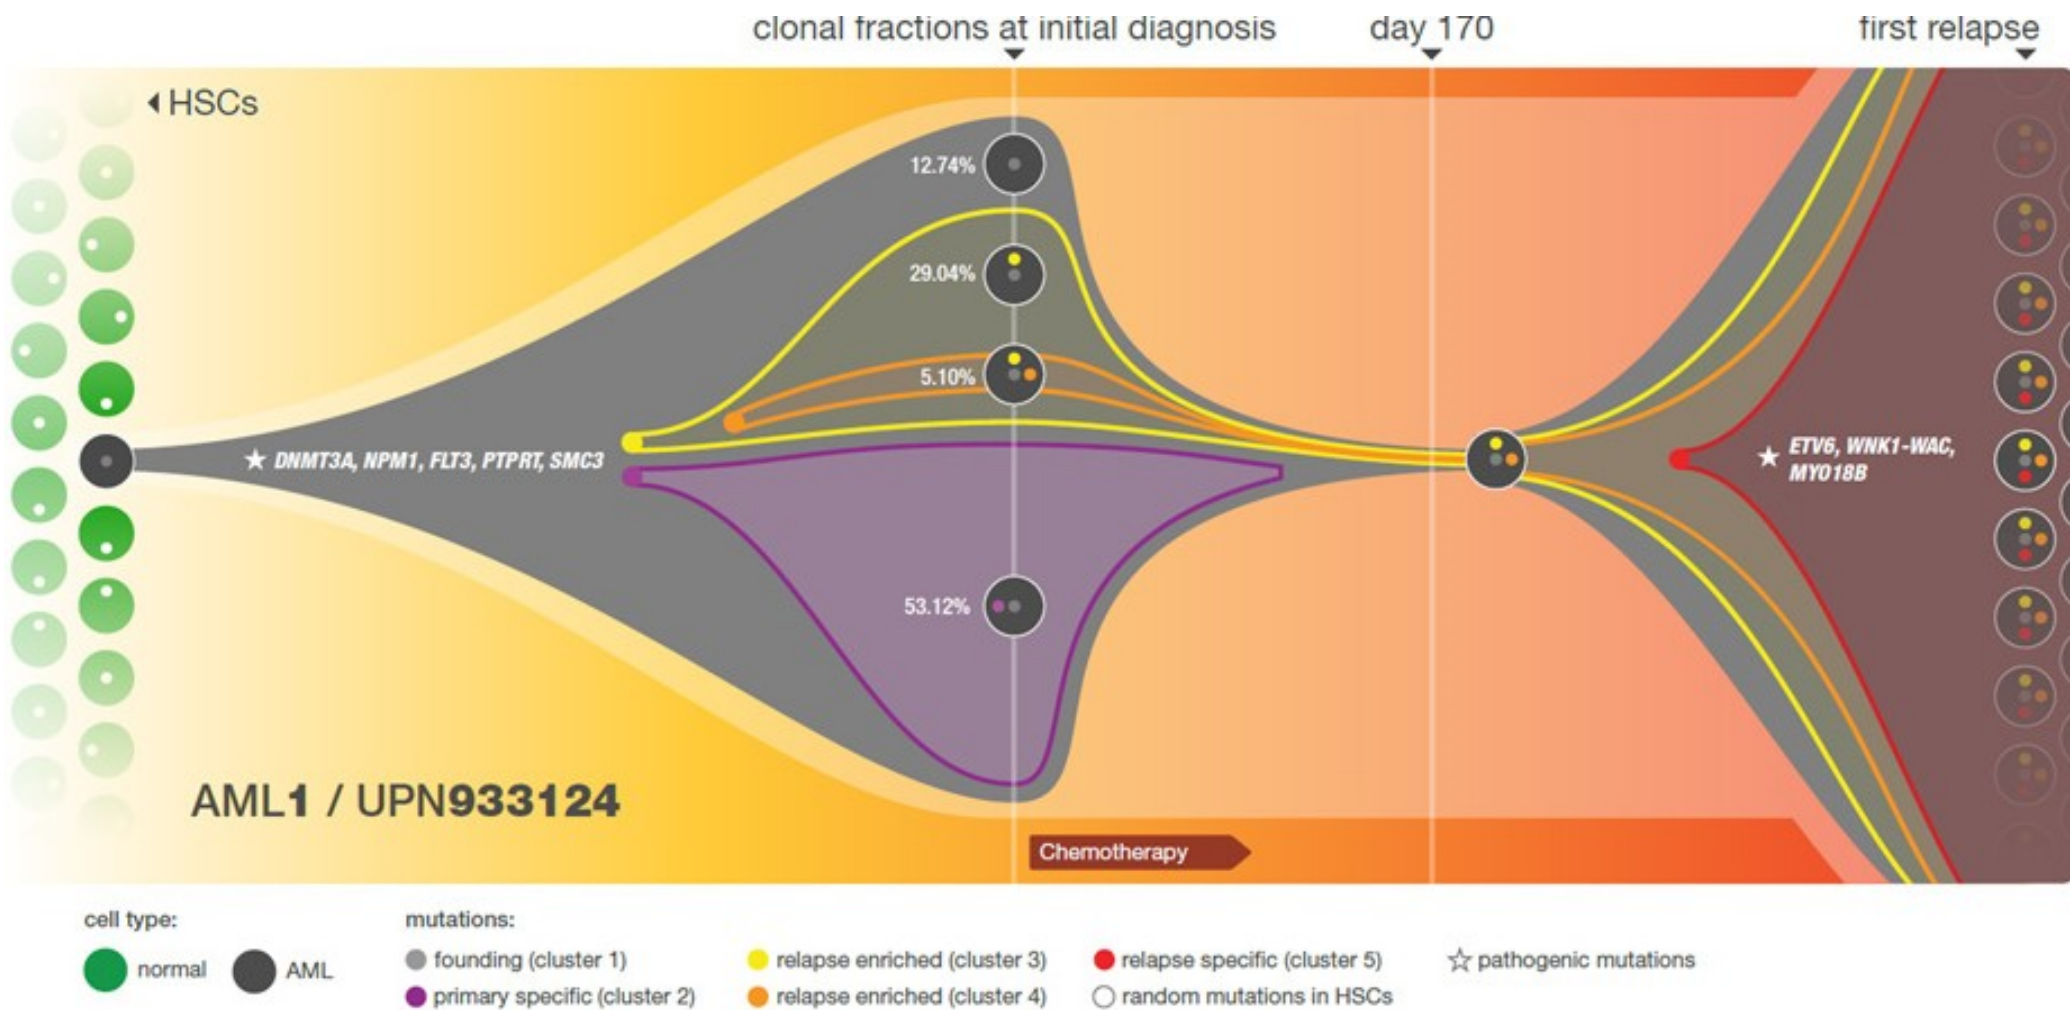 clonal fractions at initial diagnosis
day 170
first relapse
HSCs
12.74%
29.04%
5.10%
DNMT3A, NPM1, FLT3, PTPRT, SMC3
ETV6, WNK1-WAC,
MYO18B
53.12%
AML1 / UPN933124
Chemotherapy
cell type:
mutations:
normal
AML
founding (cluster 1)
relapse enriched (cluster 3)
relapse specific (cluster 5)
pathogenic mutations
primary specific (cluster 2)
relapse enriched (cluster 4)
random mutations in HSCs